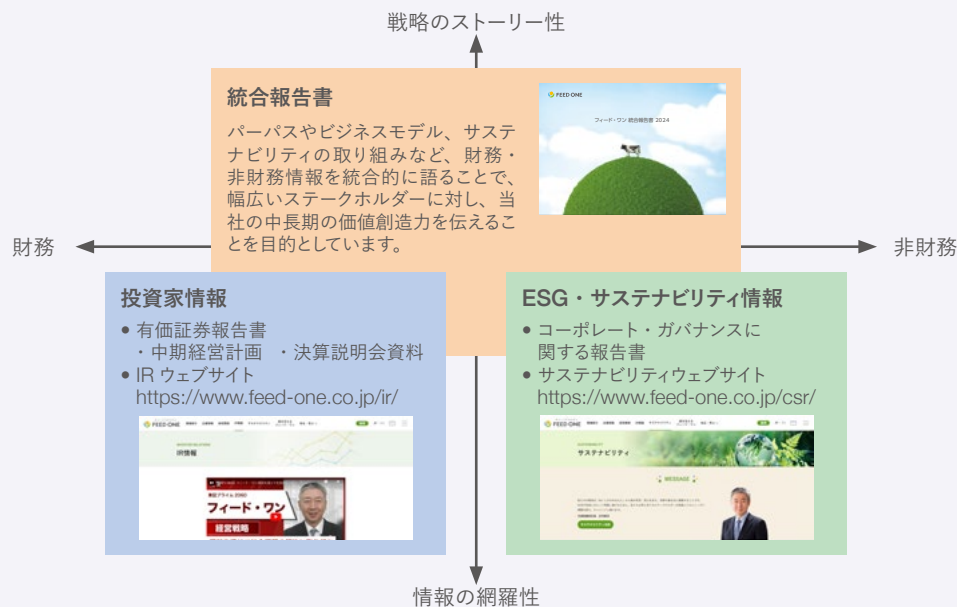 戦略のストーリー性
統合報告書
パーパスやビジネスモデル、サステ
ナビリティの取り組みなど、財務・
非財務情報を統合的に語ることで、
幅広いステークホルダーに対し、当
社の中長期の価値創造力を伝えるこ
とを目的としています。
FEED ONE
フィード・ワン 統合報告書 2024
財務
非財務
投資家情報
● 有価証券報告書
・中期経営計画 ・決算説明会資料
● IR ウェブサイト
https://www.feed-one.co.jp/ir/
FEED ONE
IR情報
東証プライム 2060
フィード・ワン
経営戦略
ESG・サステナビリティ情報
● コーポレート・ガバナンスに
関する報告書
● サステナビリティウェブサイト
https://www.feed-one.co.jp/csr/
FEED ONE
サステナビリティ
MESSAGE
情報の網羅性